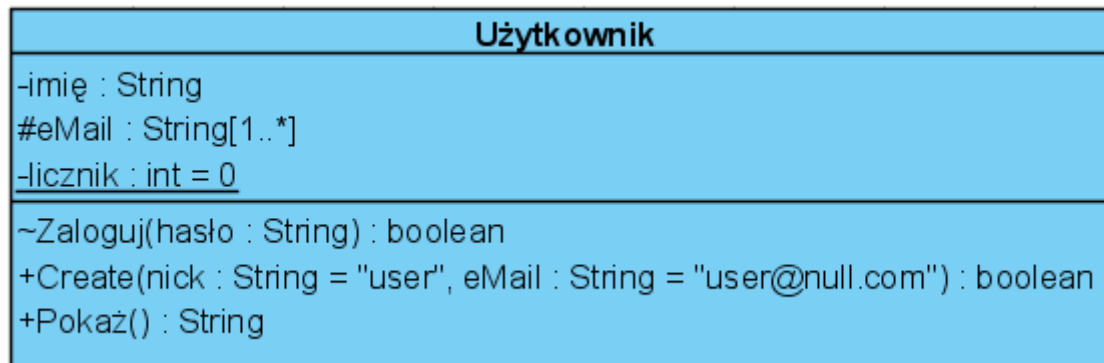 Użytkownik
-imię : String
#eMail : String[1..*]
-licznik : int = 0
~Zaloguj(hasło : String) : boolean
+Create(nick : String = "user", eMail : String = "user@null.com") : boolean
+Pokaż() : String